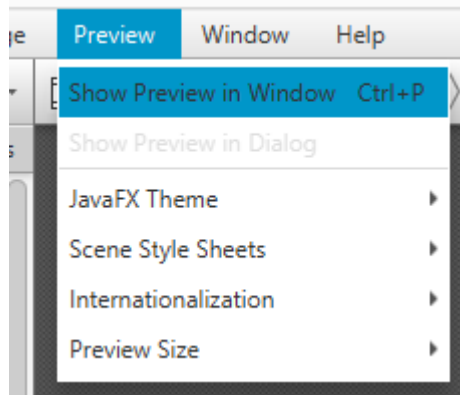 ge Preview Window Help
Show Preview in Window Ctrl+P
Show Preview in Dialog
JavaFX Theme
Scene Style Sheets
Internationalization
Preview Size